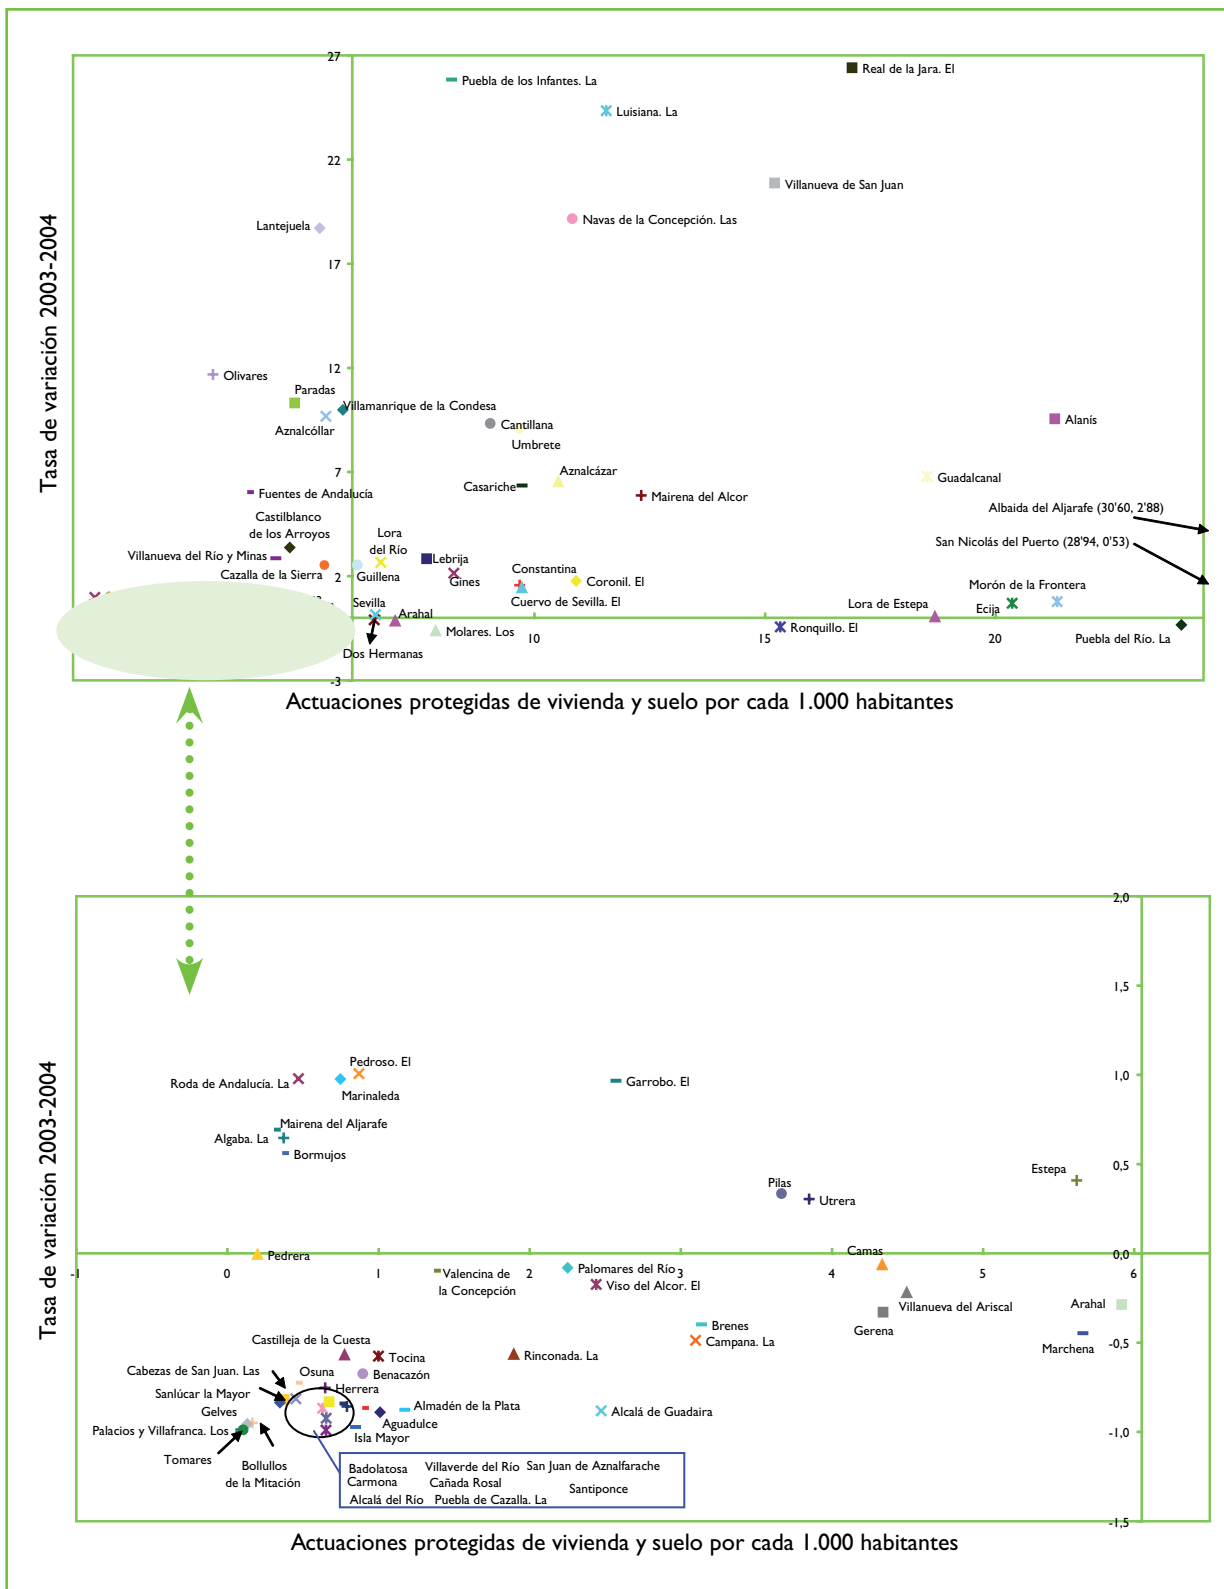 27
Puebla de los Infantes. La
Real de la Jara. El
Luisiana. La
22
Villanueva de San Juan
Navas de la Concepción. Las
Lantejuela
17
Tasa de variación 2003-2004
12
Olivares
Paradas
Villamanrique de la Condesa
Aznalcóllar
Cantillana
Umbrete
Alanís
7
Aznalcázar
Casariche
Guadalcanal
Mairena del Alcor
Fuentes de Andalucía
Albaida del Aljarafe (30'60, 2'88)
Castilblanco
de los Arroyos
Lora
del Río
San Nicolás del Puerto (28'94, 0'53)
Villanueva del Río y Minas
Lebrija
Cazalla de la Sierra
2
Guillena
Gines
Constantina
Coronil. El
Cuervo de Sevilla. El
Morón de la Frontera
Sevilla
Arahal
Lora de Estepa
Ecija
Molares. Los
10
15
Ronquillo. El
20
Puebla del Río. La
Dos Hermanas
-3
Actuaciones protegidas de vivienda y suelo por cada 1.000 habitantes
2,0
1,5
Tasa de variación 2003-2004
Pedroso. El
1,0
Roda de Andalucía. La
Marinaleda
Garrobo. El
Mairena del Aljarafe
Algaba. La
Bormujos
0,5
Estepa
Pilas
Utrera
Pedrera
Camas
0,0
-1
0
1
2
3
4
5
6
Valencina de
la Concepción
Palomares del Río
Viso del Alcor. El
Villanueva del Ariscal
Arahal
Gerena
Brenes
Marchena
-0,5
Castilleja de la Cuesta
Campana. La
Tocina
Rinconada. La
Cabezas de San Juan. Las
Osuna
Benacazón
Sanlúcar la Mayor
Herrera
Gelves
Almadén de la Plata
Alcalá de Guadaira
Palacios y Villafranca. Los
Aguadulce
-1,0
Isla Mayor
Tomares
Bollullos
de la Mitación
Badolatosa
Villaverde del Río
San Juan de Aznalfarache
Carmona
Cañada Rosal
Santiponce
Alcalá del Río
Puebla de Cazalla. La
-1,5
Actuaciones protegidas de vivienda y suelo por cada 1.000 habitantes